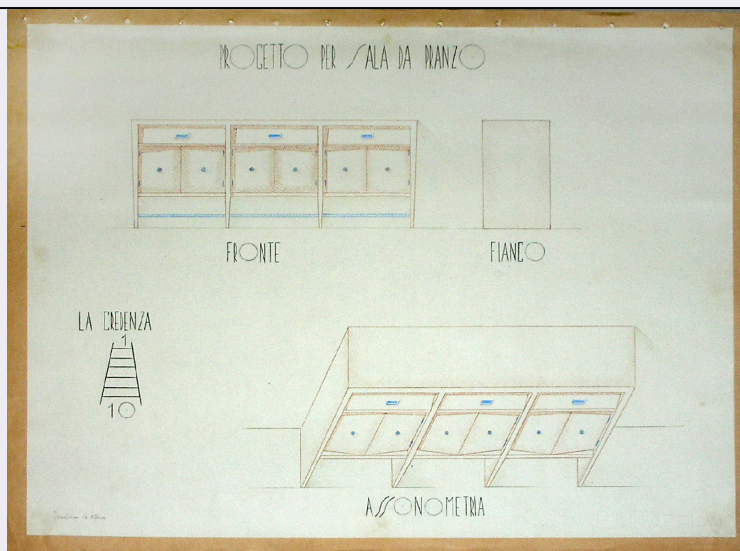 PROGETTO PER SALA DA PRANZO
FRONTE
FIANCO
LA CREDENZA
1
10
ASSONOMETRIA